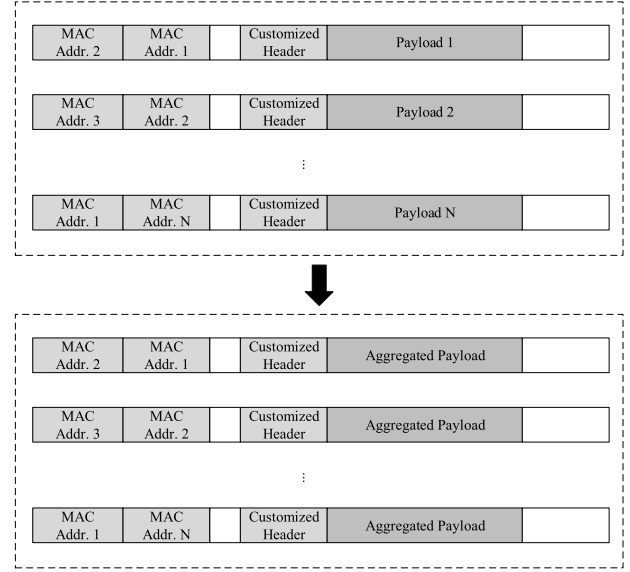 MAC Addr. 2 MAC Addr. 1 Customized Header Payload 1
MAC Addr. 3 MAC Addr. 2 Customized Header Payload 2
⋮
MAC Addr. 1 MAC Addr. N Customized Header Payload N
MAC Addr. 2 MAC Addr. 1 Customized Header Aggregated Payload
MAC Addr. 3 MAC Addr. 2 Customized Header Aggregated Payload
⋮
MAC Addr. 1 MAC Addr. N Customized Header Aggregated Payload